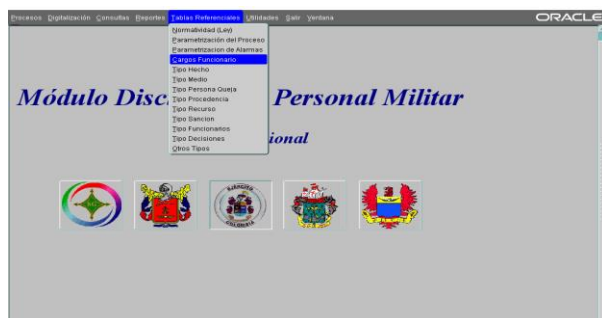 Procesos Digitalización Consultas Reportes Tablas Referenciales Utilidades Salir Ventana
ORACLE
Normatividad (Ley)
Parametrización del Proceso
Parametrizacion de Alarmas
Cargos Funcionario
Tipo Hecho
Tipo Medio
Tipo Persona Queja
Tipo Procedencia
Tipo Recurso
Tipo Sancion
Tipo Funcionarios
Tipo Decisiones
Otros Tipos
Módulo Disc Personal Militar
ional
EJÉRCITO
COLOMBIA